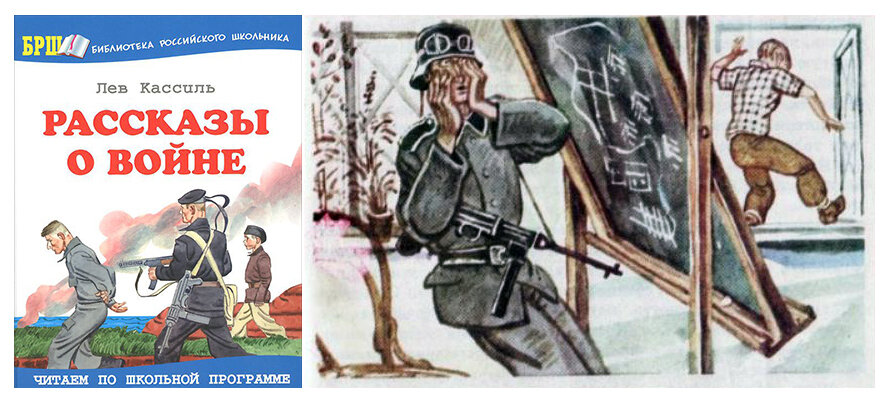 БРШ
БИБЛИОТЕКА РОССИЙСКОГО ШКОЛЬНИКА
Лев Кассиль
РАССКАЗЫ
О ВОЙНЕ
ЧИТАЕМ ПО ШКОЛЬНОЙ ПРОГРАММЕ